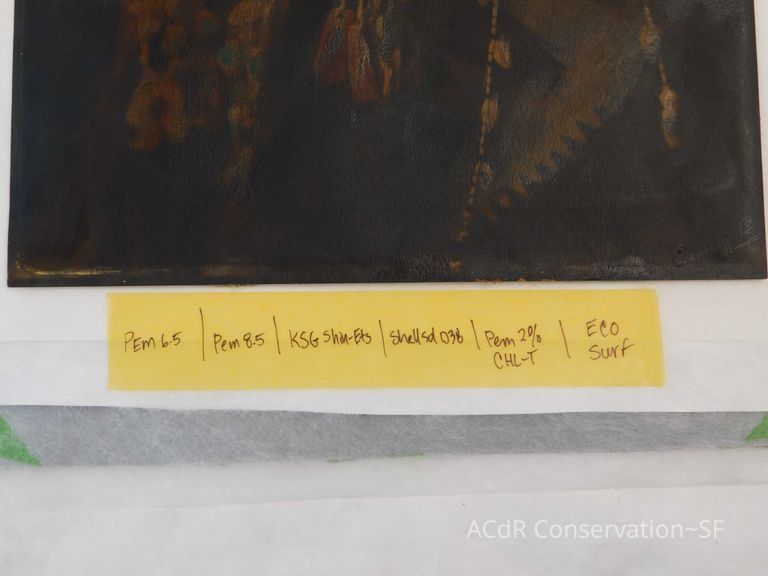 PEm 6.5 | Pem 8.5 | KSG Shin-Ets | Shellsol D38 | Pem 2% CHL-T | ECO Surf
ACdR Conservation~SF